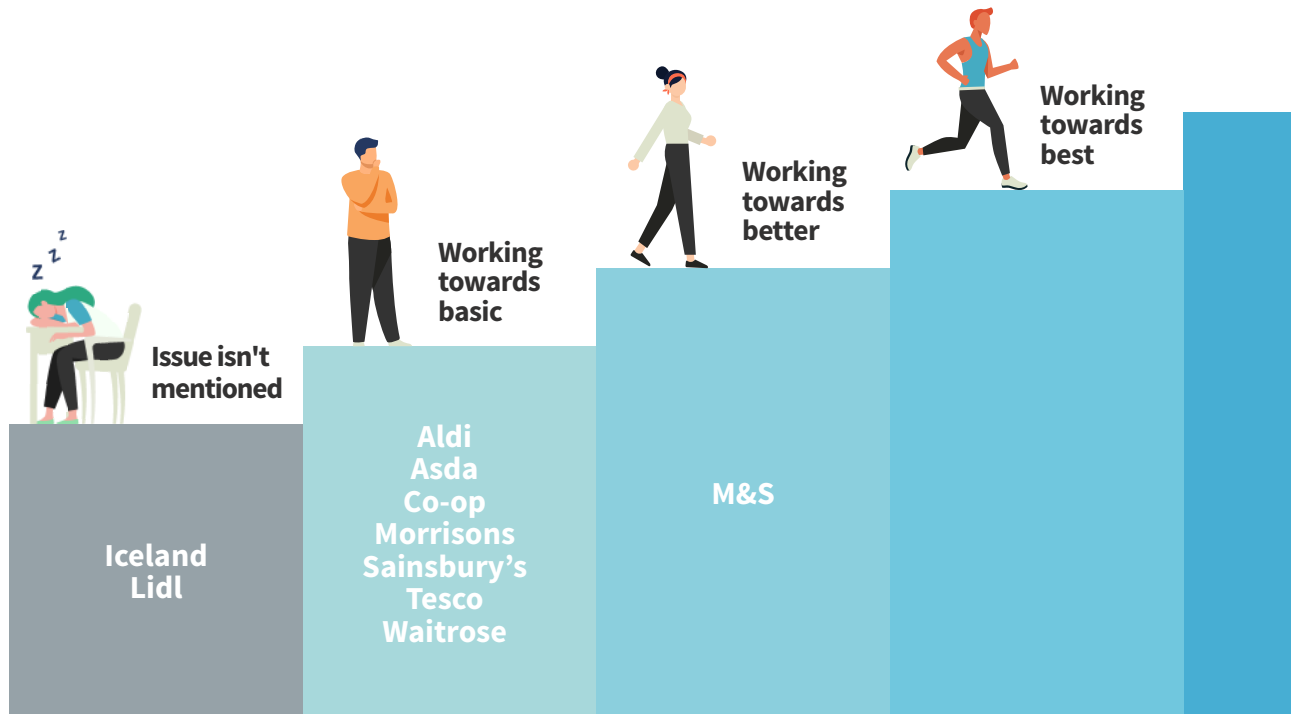 z
z
z
Issue isn't
mentioned
Iceland
Lidl
Working
towards
basic
Aldi
Asda
Co-op
Morrisons
Sainsbury’s
Tesco
Waitrose
Working
towards
better
M&S
Working
towards
best